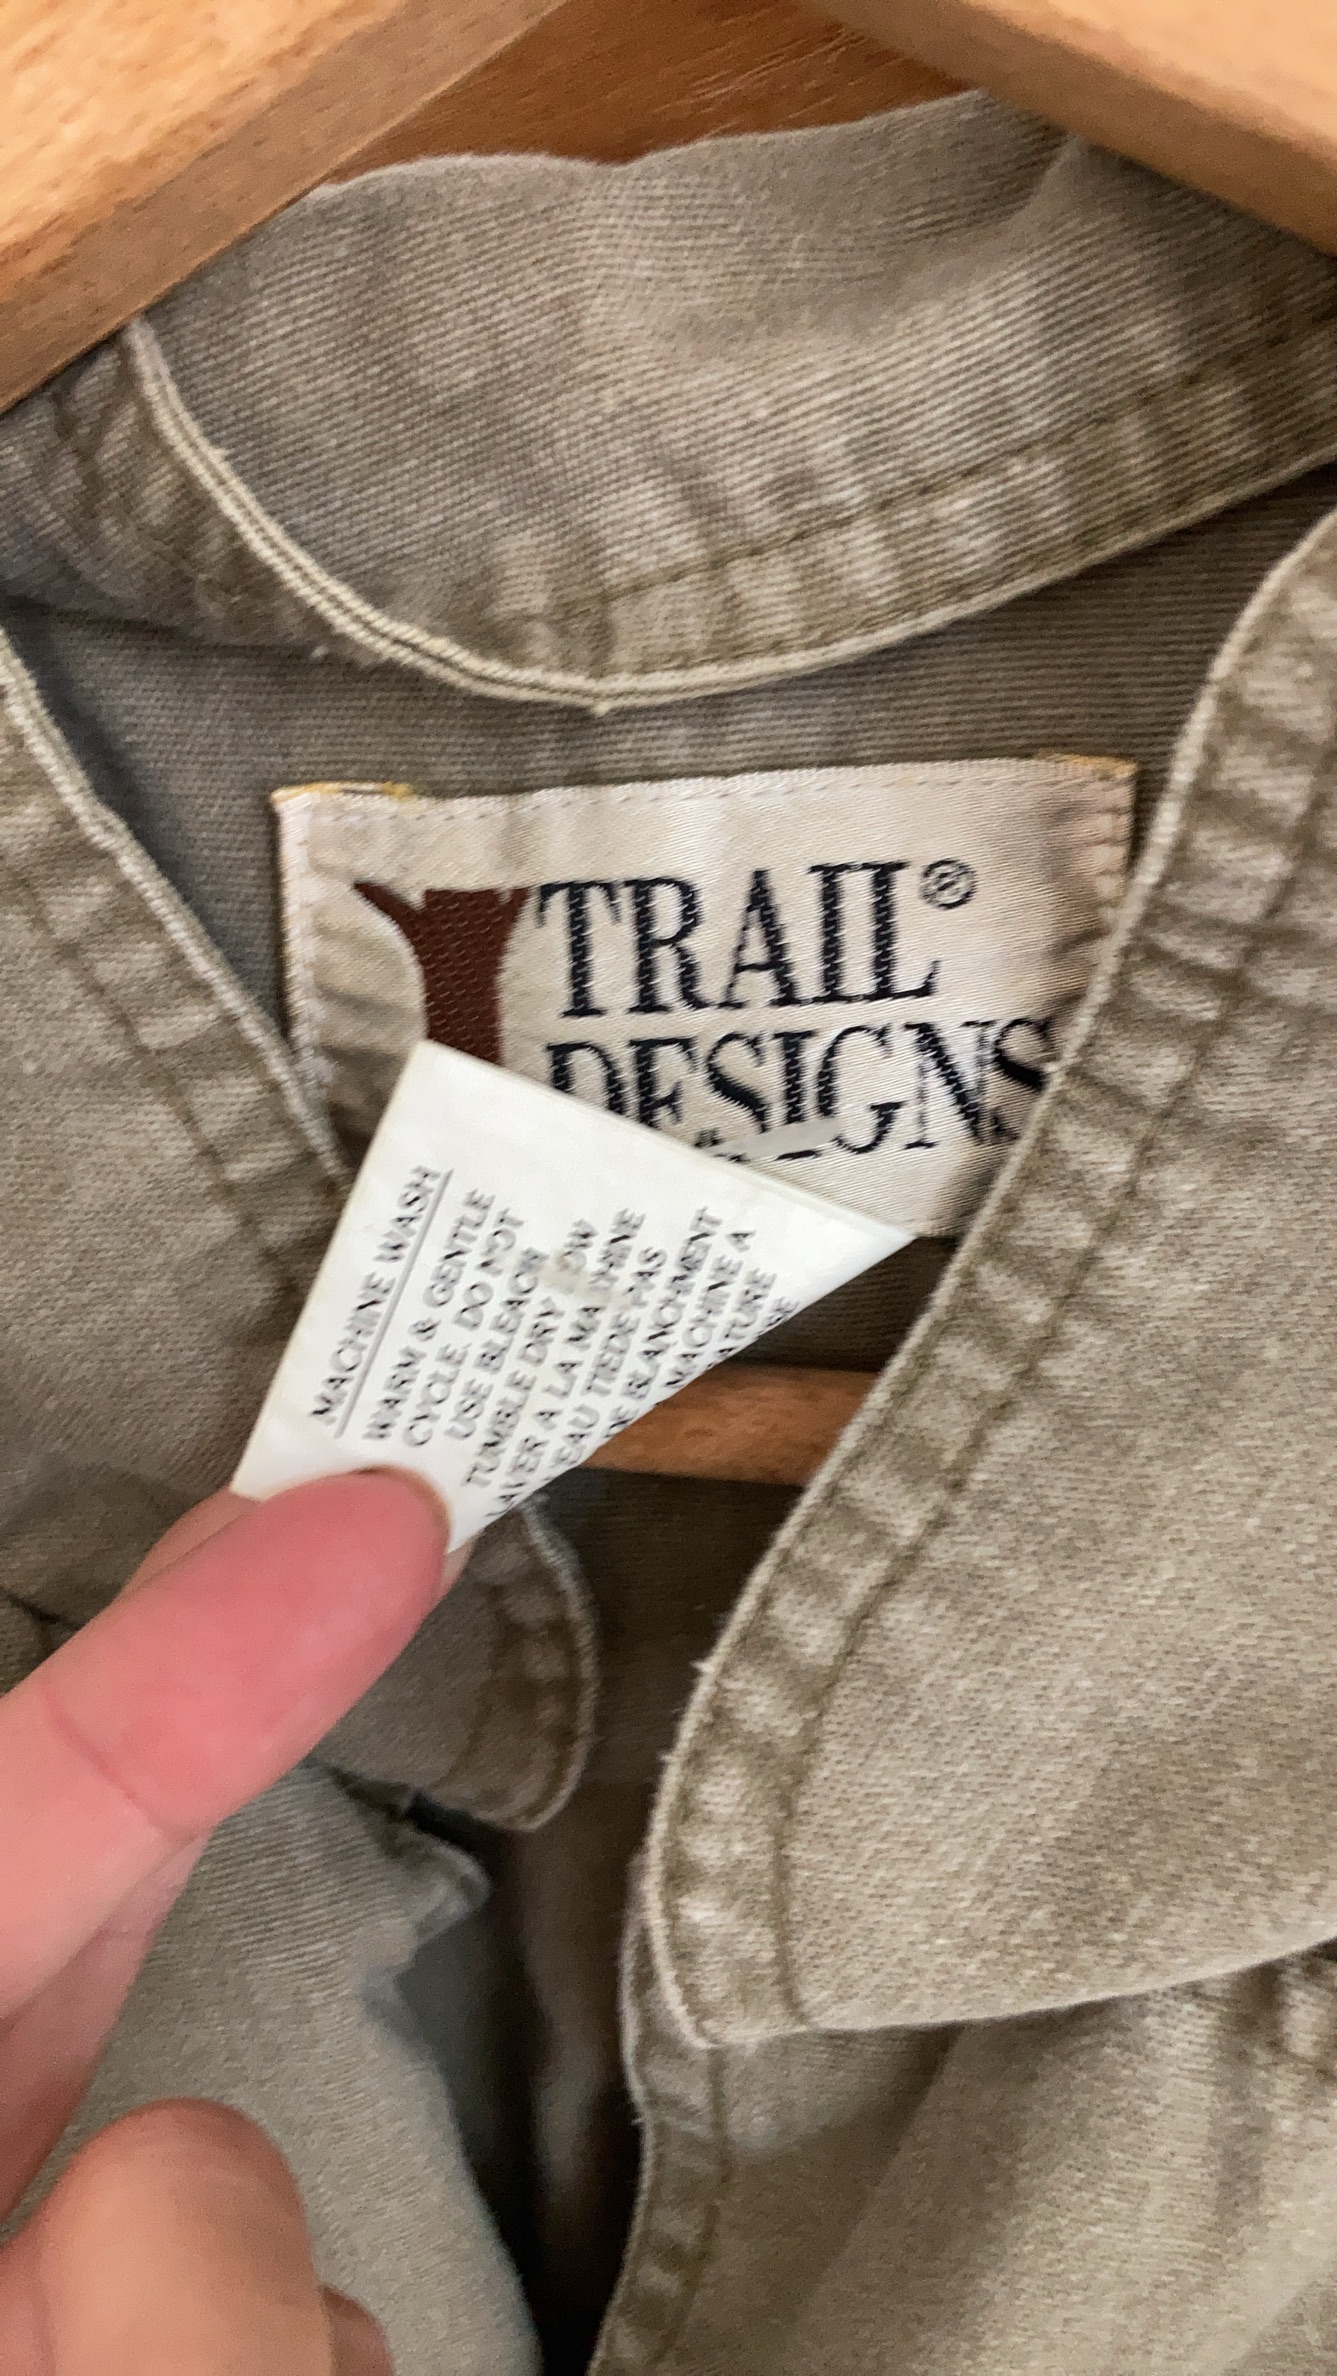 TRAIL®
DESIGNS
MACHINE WASH
WARM & GENTLE
CYCLE. DO NOT
USE BLEACH
TUMBLE DRY LOW
LAVER A LA MACHINE
EAU TIEDE PAS
DE BLANCHMENT
MACHINE A